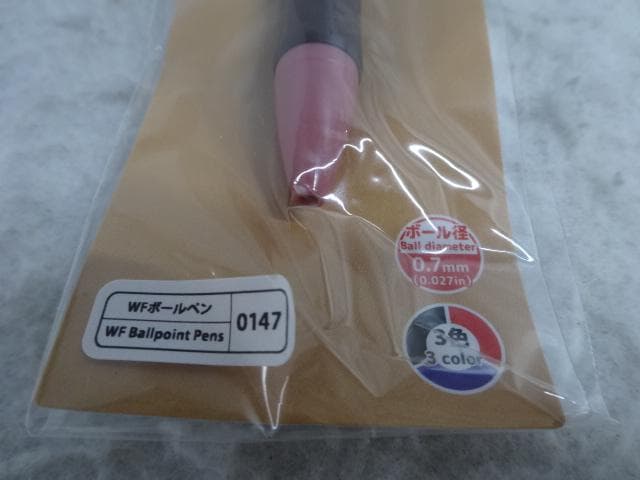 ボール径
Ball diameter
0.7mm
(0.027in)
WFボールペン
WF Ballpoint Pens
0147
3色
3 color